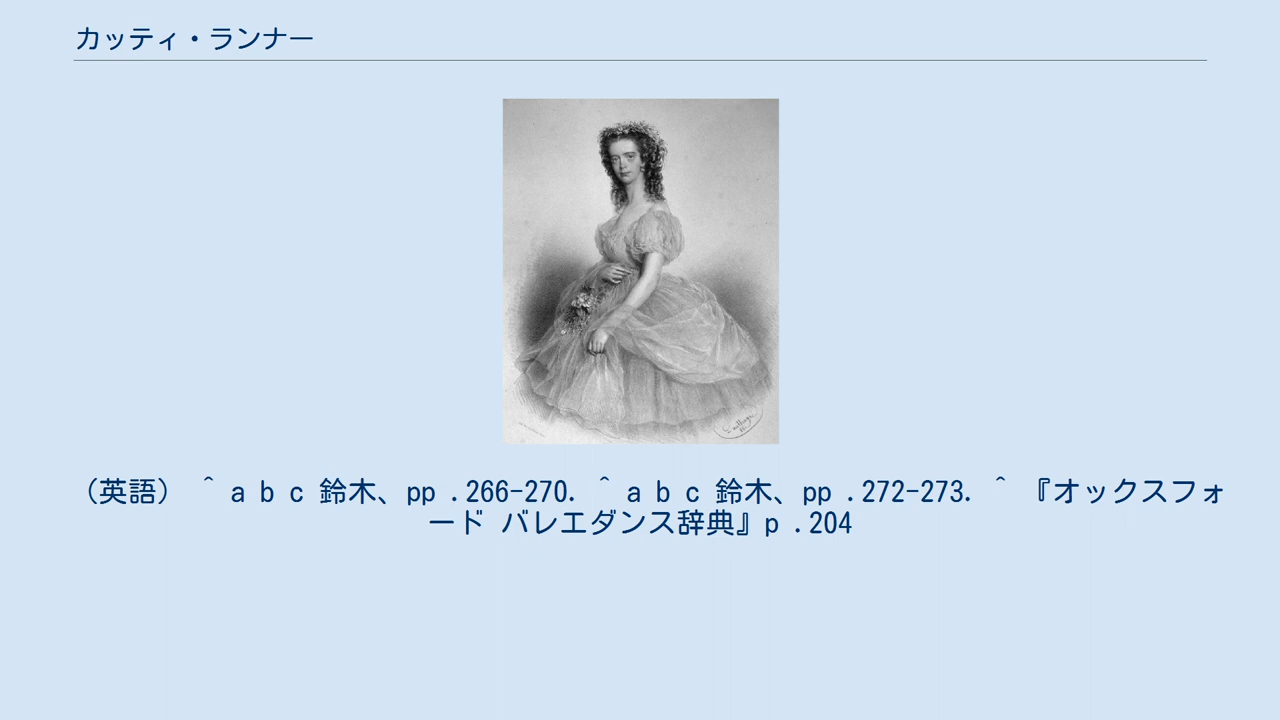 カッティ・ランナー
（英語） ^ a b c 鈴木、pp .266-270. ^ a b c 鈴木、pp .272-273. ^ 『オックスフォ
ード バレエダンス辞典』p .204